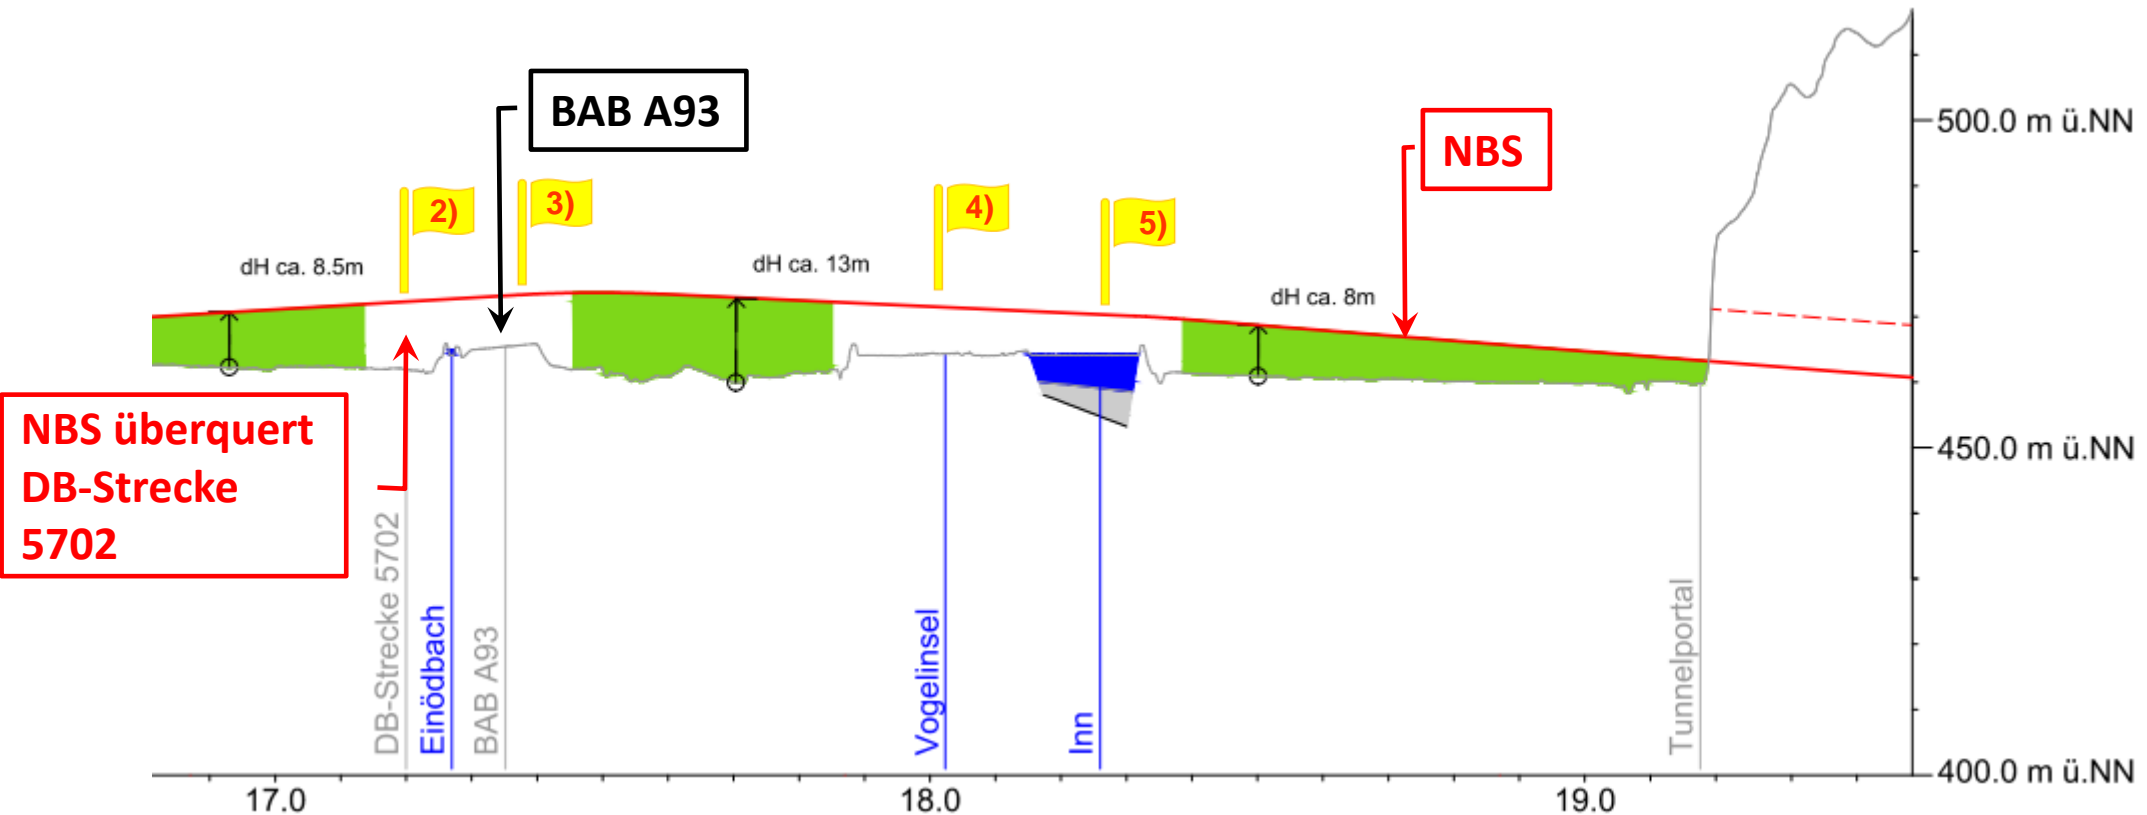 BAB A93
500.0 m ü.NN
NBS
2)
3)
4)
5)
dH ca. 8.5m
dH ca. 13m
dH ca. 8m
NBS überquert
DB-Strecke
5702
450.0 m ü.NN
DB-Strecke 5702
Einödbach
BAB A93
Vogelinsel
Inn
Tunnelportal
400.0 m ü.NN
17.0
18.0
19.0